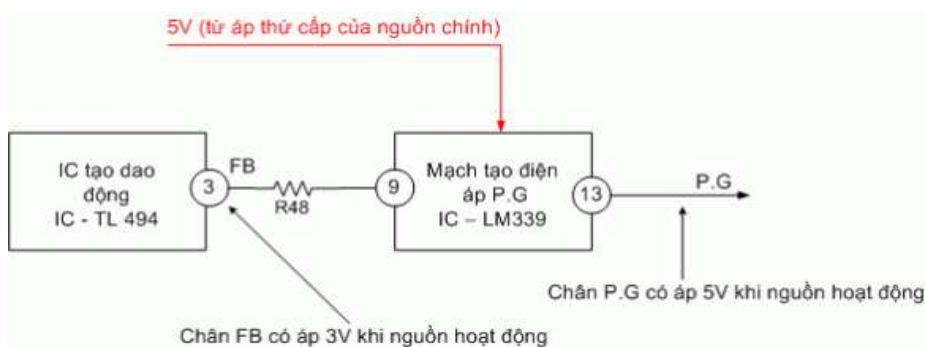 5V (từ áp thứ cấp của nguồn chính)
IC tạo dao
động
IC - TL 494
3
FB
R48
9
Mạch tạo điện
áp P.G
IC – LM339
13
P.G
Chân P.G có áp 5V khi nguồn hoạt động
Chân FB có áp 3V khi nguồn hoạt động